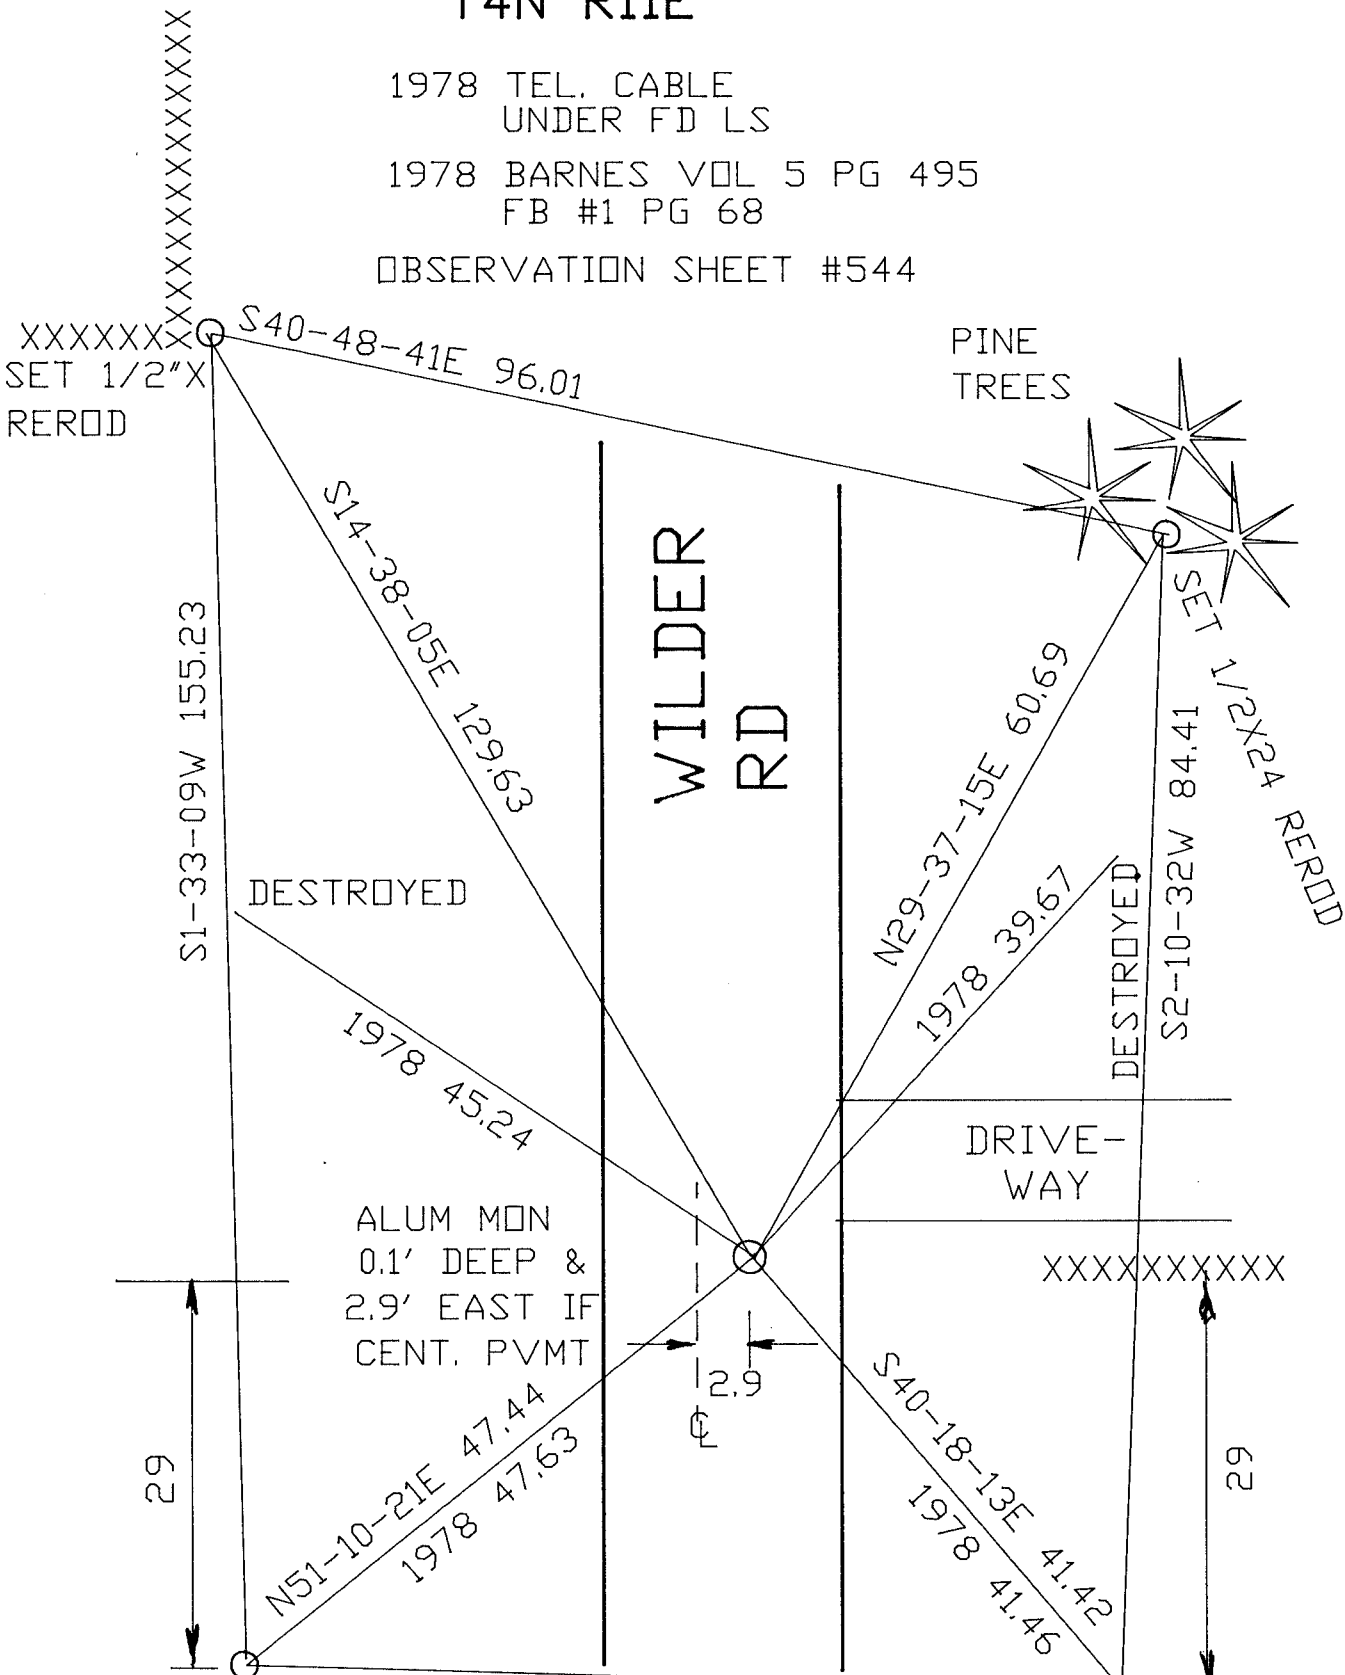 T4N R11E
1978 TEL. CABLE
UNDER FD LS
1978 BARNES VOL 5 PG 495
FB #1 PG 68
OBSERVATION SHEET #544
X
X
X
X
X
X
X
X
X
X
X
X
X
XXXXXXX
SET 1/2"X
REROD
S40-48-41E 96.01
PINE
TREES
S14-38-05E 129.63
WILDER
RD
SET 1/2X24 REROD
S1-33-09W 155.23
N29-37-15E 60.69
1978 39.67
DESTROYED
S2-10-32W 84.41
DESTROYED
1978 45.24
DRIVE-
WAY
ALUM MON
0.1' DEEP &
2.9' EAST IF
CENT. PVMT
XXXXXXXXXX
2.9
CL
29
N51-10-21E 47.44
1978 47.63
S40-18-13E 41.42
1978 41.46
29